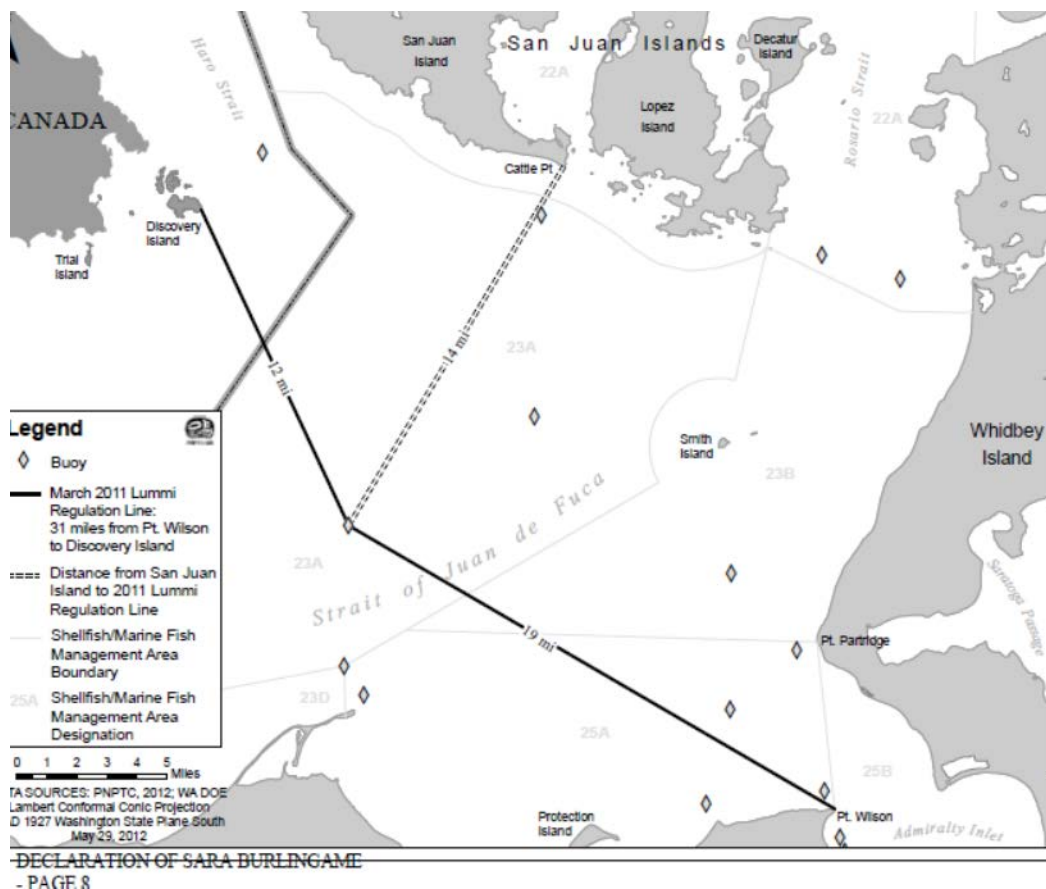 San Juan
Island
San Juan Islands
Decatur
Island
Haro Strait
22A
Lopez
Island
Rosario Strait
22A
CANADA
Cattle Pt
Discovery
Island
Trial
Island
14 mi
23A
12 mi
Smith
Island
23B
Whidbey
Island
Legend
Buoy
March 2011 Lummi
Regulation Line:
31 miles from Pt. Wilson
to Discovery Island
Distance from San Juan
Island to 2011 Lummi
Regulation Line
Shellfish/Marine Fish
Management Area
Boundary
Shellfish/Marine Fish
Management Area
Designation
25A
0 1 2 3 4 5
Miles
TA SOURCES: PNPTC, 2012; WA DOE
Lambert Conformal Conic Projection
D 1927 Washington State Plane South
May 29, 2012
23A
Strait of Juan de Fuca
Saratoga Passage
19 mi
Pt. Partridge
23D
25A
25B
Protection
Island
Pt. Wilson
Admiralty Inlet
DECLARATION OF SARA BURLINGAME
- PAGE 8